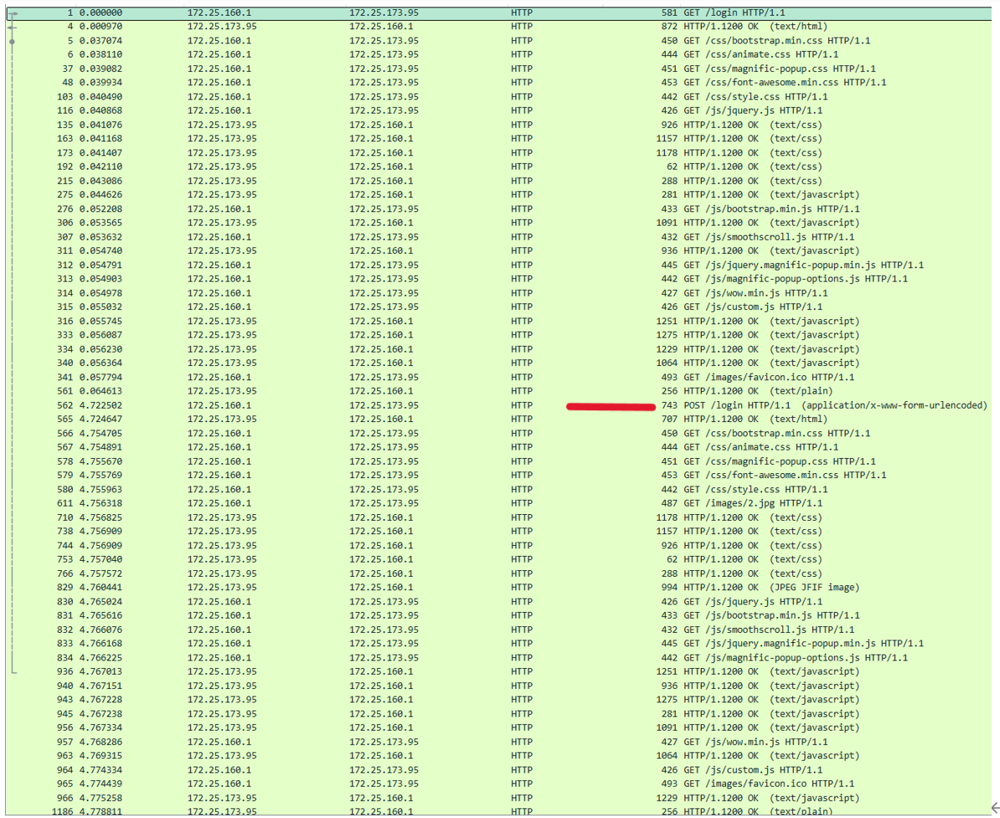 1 0.000000 172.25.160.1 172.25.173.95 HTTP 581 GET /login HTTP/1.1
4 0.000970 172.25.173.95 172.25.160.1 HTTP 872 HTTP/1.1200 OK (text/html)
5 0.037074 172.25.160.1 172.25.173.95 HTTP 450 GET /css/bootstrap.min.css HTTP/1.1
6 0.038110 172.25.160.1 172.25.173.95 HTTP 444 GET /css/animate.css HTTP/1.1
37 0.039082 172.25.160.1 172.25.173.95 HTTP 451 GET /css/magnific-popup.css HTTP/1.1
48 0.039934 172.25.160.1 172.25.173.95 HTTP 453 GET /css/font-awesome.min.css HTTP/1.1
103 0.040490 172.25.160.1 172.25.173.95 HTTP 442 GET /css/style.css HTTP/1.1
116 0.040868 172.25.160.1 172.25.173.95 HTTP 426 GET /js/jquery.js HTTP/1.1
135 0.041076 172.25.173.95 172.25.160.1 HTTP 926 HTTP/1.1200 OK (text/css)
163 0.041168 172.25.173.95 172.25.160.1 HTTP 1157 HTTP/1.1200 OK (text/css)
173 0.041407 172.25.173.95 172.25.160.1 HTTP 1178 HTTP/1.1200 OK (text/css)
192 0.042110 172.25.173.95 172.25.160.1 HTTP 62 HTTP/1.1200 OK (text/css)
215 0.043086 172.25.173.95 172.25.160.1 HTTP 288 HTTP/1.1200 OK (text/css)
275 0.044626 172.25.173.95 172.25.160.1 HTTP 281 HTTP/1.1200 OK (text/javascript)
276 0.052208 172.25.160.1 172.25.173.95 HTTP 433 GET /js/bootstrap.min.js HTTP/1.1
306 0.053565 172.25.173.95 172.25.160.1 HTTP 1091 HTTP/1.1200 OK (text/javascript)
307 0.053632 172.25.160.1 172.25.173.95 HTTP 432 GET /js/smoothscroll.js HTTP/1.1
311 0.054740 172.25.173.95 172.25.160.1 HTTP 936 HTTP/1.1200 OK (text/javascript)
312 0.054791 172.25.160.1 172.25.173.95 HTTP 445 GET /js/jquery.magnific-popup.min.js HTTP/1.1
313 0.054903 172.25.160.1 172.25.173.95 HTTP 442 GET /js/magnific-popup-options.js HTTP/1.1
314 0.054978 172.25.160.1 172.25.173.95 HTTP 427 GET /js/wow.min.js HTTP/1.1
315 0.055032 172.25.160.1 172.25.173.95 HTTP 426 GET /js/custom.js HTTP/1.1
316 0.055745 172.25.173.95 172.25.160.1 HTTP 1251 HTTP/1.1200 OK (text/javascript)
333 0.056087 172.25.173.95 172.25.160.1 HTTP 1275 HTTP/1.1200 OK (text/javascript)
334 0.056230 172.25.173.95 172.25.160.1 HTTP 1229 HTTP/1.1200 OK (text/javascript)
340 0.056364 172.25.173.95 172.25.160.1 HTTP 1064 HTTP/1.1200 OK (text/javascript)
341 0.057794 172.25.160.1 172.25.173.95 HTTP 493 GET /images/favicon.ico HTTP/1.1
561 0.064613 172.25.173.95 172.25.160.1 HTTP 256 HTTP/1.1200 OK (text/plain)
562 4.722502 172.25.160.1 172.25.173.95 HTTP 743 POST /login HTTP/1.1 (application/x-www-form-urlencoded)
565 4.724647 172.25.173.95 172.25.160.1 HTTP 707 HTTP/1.1200 OK (text/html)
566 4.754705 172.25.160.1 172.25.173.95 HTTP 450 GET /css/bootstrap.min.css HTTP/1.1
567 4.754891 172.25.160.1 172.25.173.95 HTTP 444 GET /css/animate.css HTTP/1.1
578 4.755670 172.25.160.1 172.25.173.95 HTTP 451 GET /css/magnific-popup.css HTTP/1.1
579 4.755769 172.25.160.1 172.25.173.95 HTTP 453 GET /css/font-awesome.min.css HTTP/1.1
580 4.755963 172.25.160.1 172.25.173.95 HTTP 442 GET /css/style.css HTTP/1.1
611 4.756318 172.25.160.1 172.25.173.95 HTTP 487 GET /images/2.jpg HTTP/1.1
710 4.756825 172.25.173.95 172.25.160.1 HTTP 1178 HTTP/1.1200 OK (text/css)
738 4.756909 172.25.173.95 172.25.160.1 HTTP 1157 HTTP/1.1200 OK (text/css)
744 4.756909 172.25.173.95 172.25.160.1 HTTP 926 HTTP/1.1200 OK (text/css)
753 4.757040 172.25.173.95 172.25.160.1 HTTP 62 HTTP/1.1200 OK (text/css)
766 4.757572 172.25.173.95 172.25.160.1 HTTP 288 HTTP/1.1200 OK (text/css)
829 4.760441 172.25.173.95 172.25.160.1 HTTP 994 HTTP/1.1200 OK (JPEG JFIF image)
830 4.765024 172.25.160.1 172.25.173.95 HTTP 426 GET /js/jquery.js HTTP/1.1
831 4.765616 172.25.160.1 172.25.173.95 HTTP 433 GET /js/bootstrap.min.js HTTP/1.1
832 4.766076 172.25.160.1 172.25.173.95 HTTP 432 GET /js/smoothscroll.js HTTP/1.1
833 4.766168 172.25.160.1 172.25.173.95 HTTP 445 GET /js/jquery.magnific-popup.min.js HTTP/1.1
834 4.766225 172.25.160.1 172.25.173.95 HTTP 442 GET /js/magnific-popup-options.js HTTP/1.1
936 4.767013 172.25.173.95 172.25.160.1 HTTP 1251 HTTP/1.1200 OK (text/javascript)
940 4.767151 172.25.173.95 172.25.160.1 HTTP 936 HTTP/1.1200 OK (text/javascript)
943 4.767228 172.25.173.95 172.25.160.1 HTTP 1275 HTTP/1.1200 OK (text/javascript)
945 4.767238 172.25.173.95 172.25.160.1 HTTP 281 HTTP/1.1200 OK (text/javascript)
956 4.767334 172.25.173.95 172.25.160.1 HTTP 1091 HTTP/1.1200 OK (text/javascript)
957 4.768286 172.25.160.1 172.25.173.95 HTTP 427 GET /js/wow.min.js HTTP/1.1
963 4.769315 172.25.173.95 172.25.160.1 HTTP 1064 HTTP/1.1200 OK (text/javascript)
964 4.774334 172.25.160.1 172.25.173.95 HTTP 426 GET /js/custom.js HTTP/1.1
965 4.774439 172.25.160.1 172.25.173.95 HTTP 493 GET /images/favicon.ico HTTP/1.1
966 4.775258 172.25.173.95 172.25.160.1 HTTP 1229 HTTP/1.1200 OK (text/javascript)
1186 4.778811 172.25.173.95 172.25.160.1 HTTP 256 HTTP/1.1200 OK (text/plain)